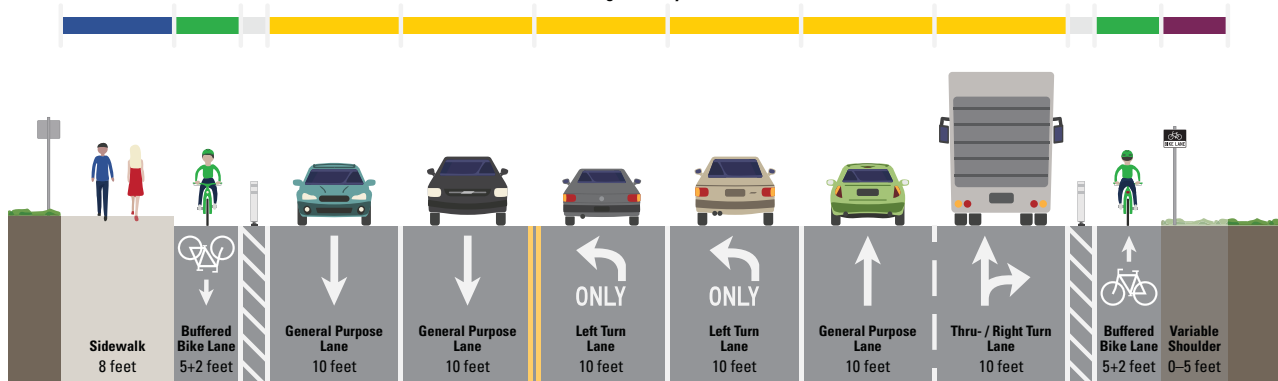 BIKE LANE
ONLY
ONLY
Sidewalk
8 feet
Buffered
Bike Lane
5+2 feet
General Purpose
Lane
10 feet
General Purpose
Lane
10 feet
Left Turn
Lane
10 feet
Left Turn
Lane
10 feet
General Purpose
Lane
10 feet
Thru- / Right Turn
Lane
10 feet
Buffered
Bike Lane
5+2 feet
Variable
Shoulder
0–5 feet